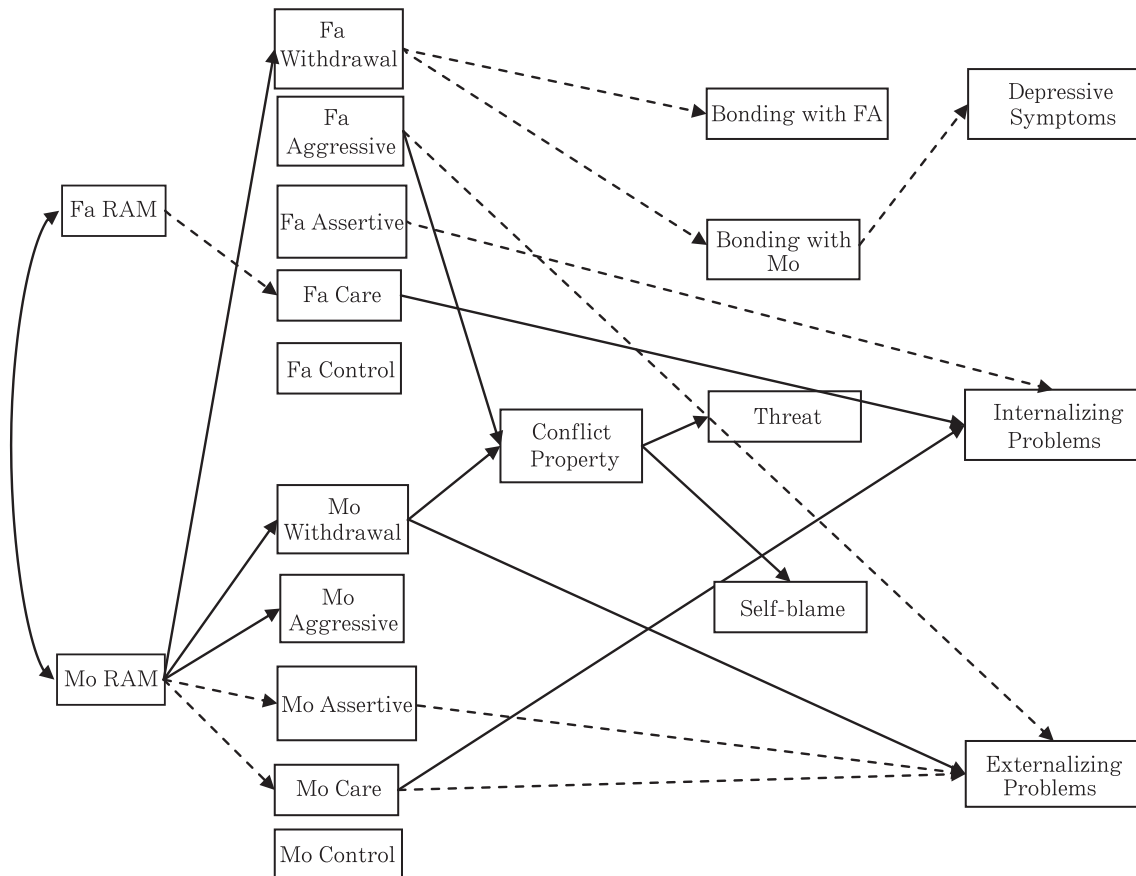 Fa
Withdrawal
Fa
Aggressive
Fa RAM
Fa Assertive
Fa Care
Fa Control
Mo
Withdrawal
Mo
Aggressive
Mo RAM
Mo Assertive
Mo Care
Mo Control
Conflict
Property
Bonding with FA
Bonding with
Mo
Threat
Self-blame
Depressive
Symptoms
Internalizing
Problems
Externalizing
Problems